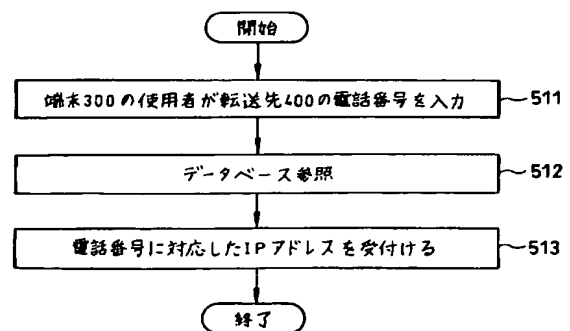 開始
端末300の使用者が転送先400の電話番号を入力
511
データベース参照
512
電話番号に対応したIPアドレスを受付ける
513
終了